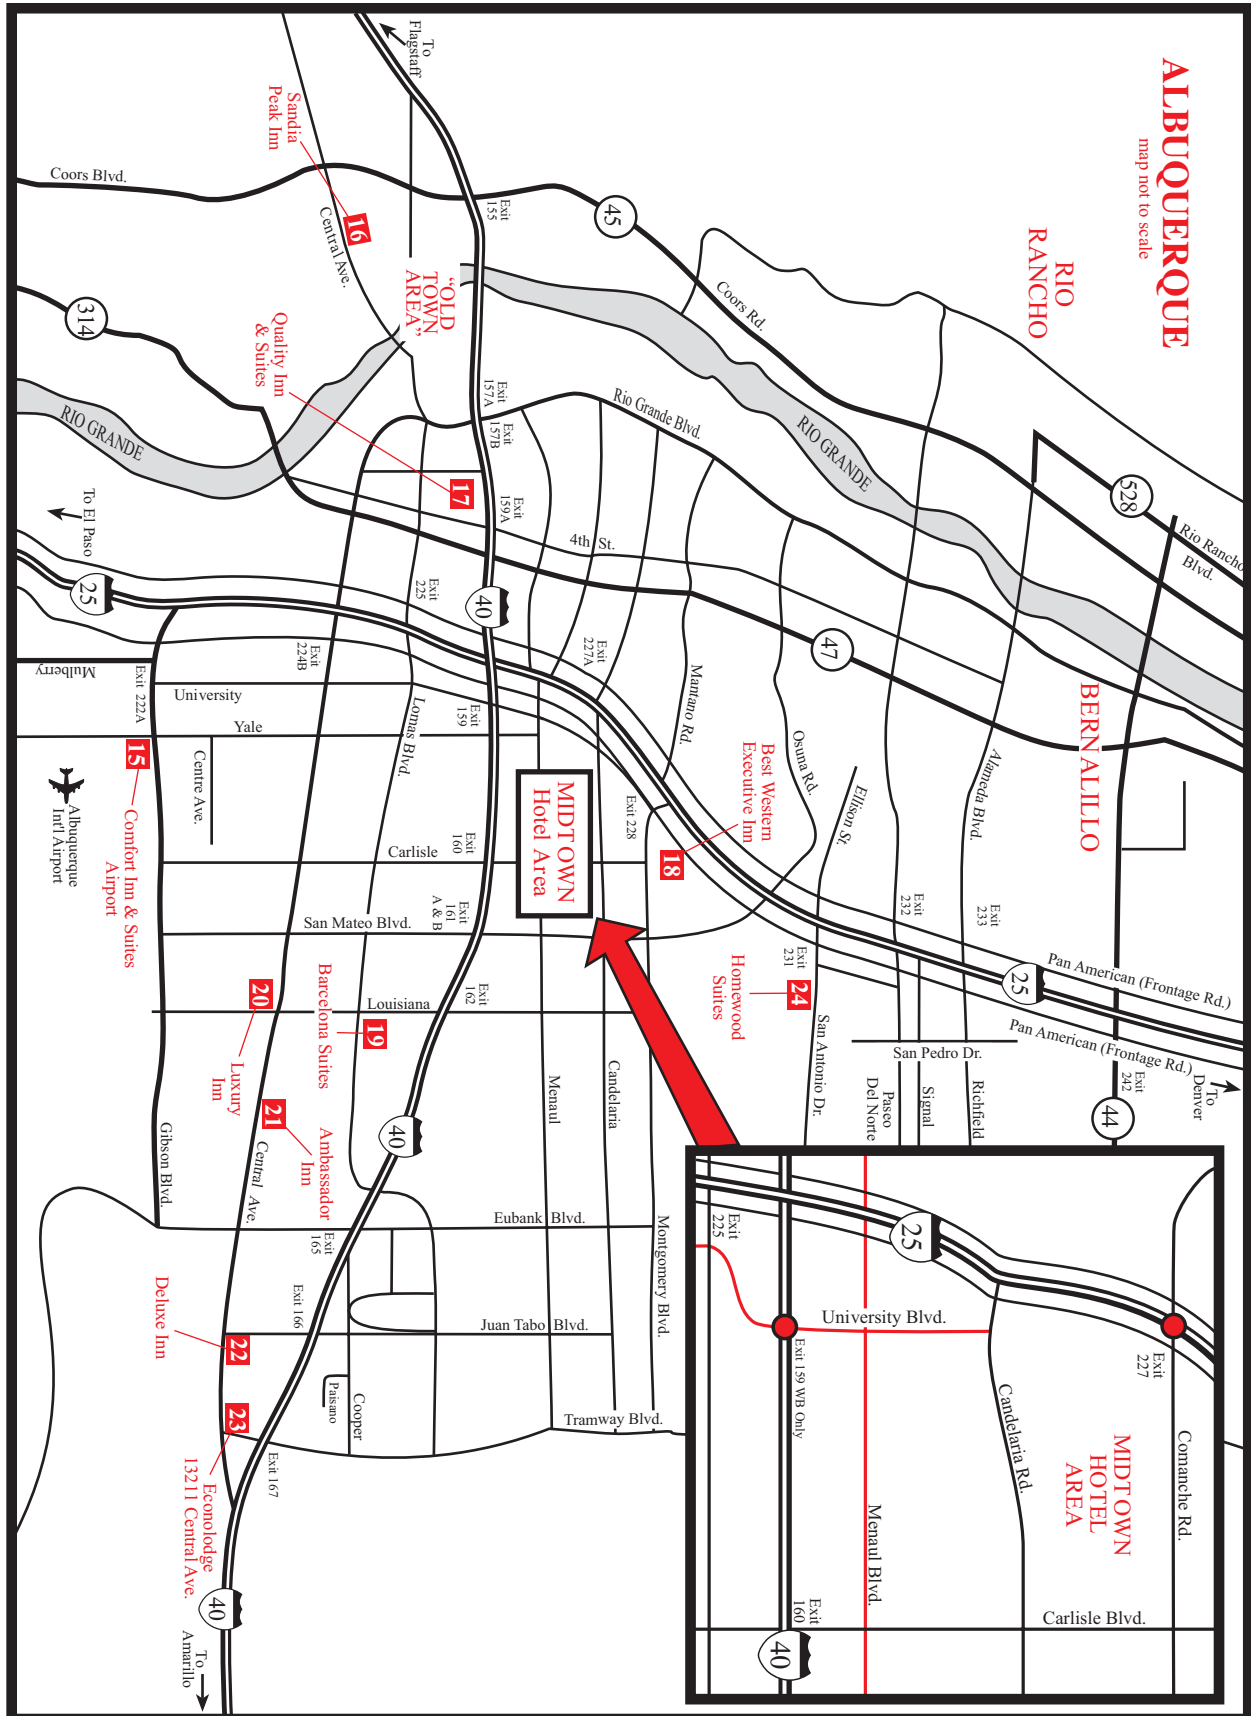 ALBUQUERQUE
map not to scale
RIO
RANCHO
BERNALILLO
528
Rio Rancho
Blvd.
45
Coors Rd.
RIO GRANDE
Rio Grande Blvd.
To
Flagstaff
Sandia
Peak Inn
16
Central Ave.
Coors Blvd.
Exit
155
"OLD
TOWN
AREA"
314
Quality Inn
& Suites
17
RIO GRANDE
Exit
157A
Exit
157B
Exit
159A
4th St.
To El Paso
25
Exit
225
40
Exit
227A
47
Mulberry
Exit 222A
Exit
224B
University
Yale
Centre Ave.
Lomas Blvd.
Exit
159
Mantano Rd.
Osuna Rd.
Ellison St.
Alameda Blvd.
15
Comfort Inn & Suites
Airport
Albuquerque
Int'l Airport
MIDTOWN
Hotel Area
Exit 228
Best Western
Executive Inn
18
Carlisle
Exit
160
San Mateo Blvd.
Exit
161
A & B
Exit
231
Exit
232
Exit
233
Homewood
Suites
24
25
Pan American (Frontage Rd.)
Pan American (Frontage Rd.)
Exit
242
To
Denver
44
20
Luxury
Inn
Barcelona Suites
19
Louisiana
Exit
162
21
Ambassador
Inn
40
Menaul
Candelaria
San Antonio Dr.
San Pedro Dr.
Paseo
Del Norte
Signal
Richfield
Gibson Blvd.
Central Ave.
Eubank Blvd.
Exit
165
Montgomery Blvd.
Exit 166
Juan Tabo Blvd.
Deluxe Inn
22
23
Paisano
Cooper
Tramway Blvd.
Exit 167
Econolodge
13211 Central Ave.
40
To
Amarillo
Exit
225
25
University Blvd.
Exit 159 WB Only
Exit
227
Candelaria Rd.
MIDTOWN
HOTEL
AREA
Comanche Rd.
Menaul Blvd.
Exit
160
Carlisle Blvd.
40